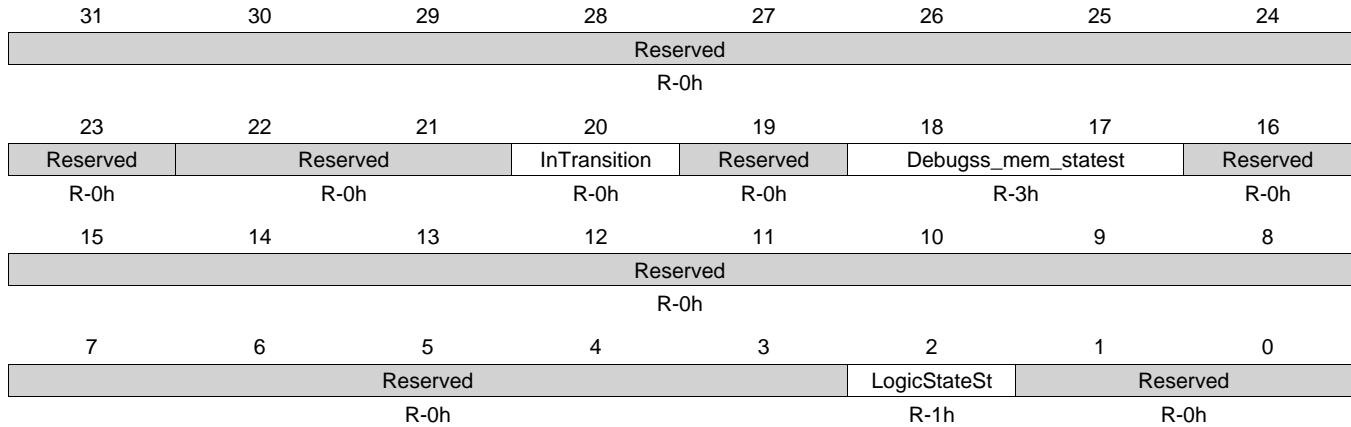 31 30 29 28 27 26 25 24
Reserved
R-0h
23 22 21 20 19 18 17 16
Reserved Reserved InTransition Reserved Debugss_mem_statest Reserved
R-0h R-0h R-0h R-0h R-3h R-0h
15 14 13 12 11 10 9 8
Reserved
R-0h
7 6 5 4 3 2 1 0
Reserved LogicStateSt Reserved
R-0h R-1h R-0h